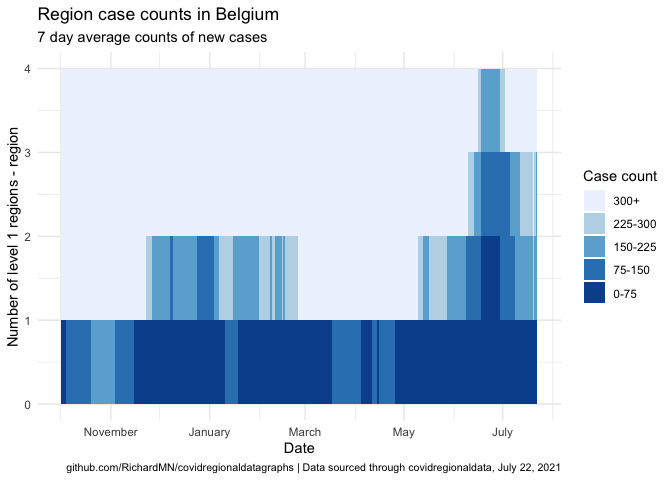 Region case counts in Belgium
7 day average counts of new cases
Number of level 1 regions - region
4
3
2
1
0
November
January
March
May
July
Date
Case count
300+
225-300
150-225
75-150
0-75
github.com/RichardMN/covidregionaldatagraphs | Data sourced through covidregionaldata, July 22, 2021